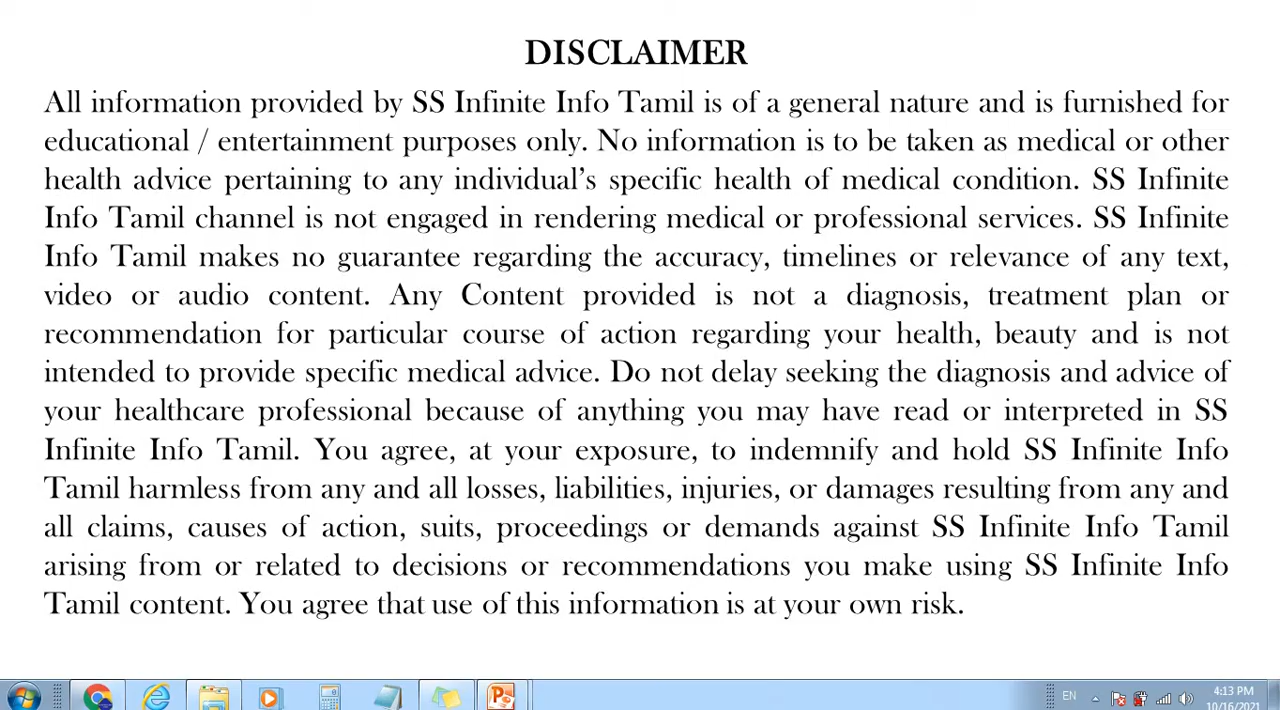 DISCLAIMER
All information provided by SS Infinite Info Tamil is of a general nature and is furnished for
educational / entertainment purposes only. No information is to be taken as medical or other
health advice pertaining to any individual’s specific health of medical condition. SS Infinite
Info Tamil channel is not engaged in rendering medical or professional services. SS Infinite
Info Tamil makes no guarantee regarding the accuracy, timelines or relevance of any text,
video or audio content. Any Content provided is not a diagnosis, treatment plan or
recommendation for particular course of action regarding your health, beauty and is not
intended to provide specific medical advice. Do not delay seeking the diagnosis and advice of
your healthcare professional because of anything you may have read or interpreted in SS
Infinite Info Tamil. You agree, at your exposure, to indemnify and hold SS Infinite Info
Tamil harmless from any and all losses, liabilities, injuries, or damages resulting from any and
all claims, causes of action, suits, proceedings or demands against SS Infinite Info Tamil
arising from or related to decisions or recommendations you make using SS Infinite Info
Tamil content. You agree that use of this information is at your own risk.
EN
4:13 PM
10/16/2021